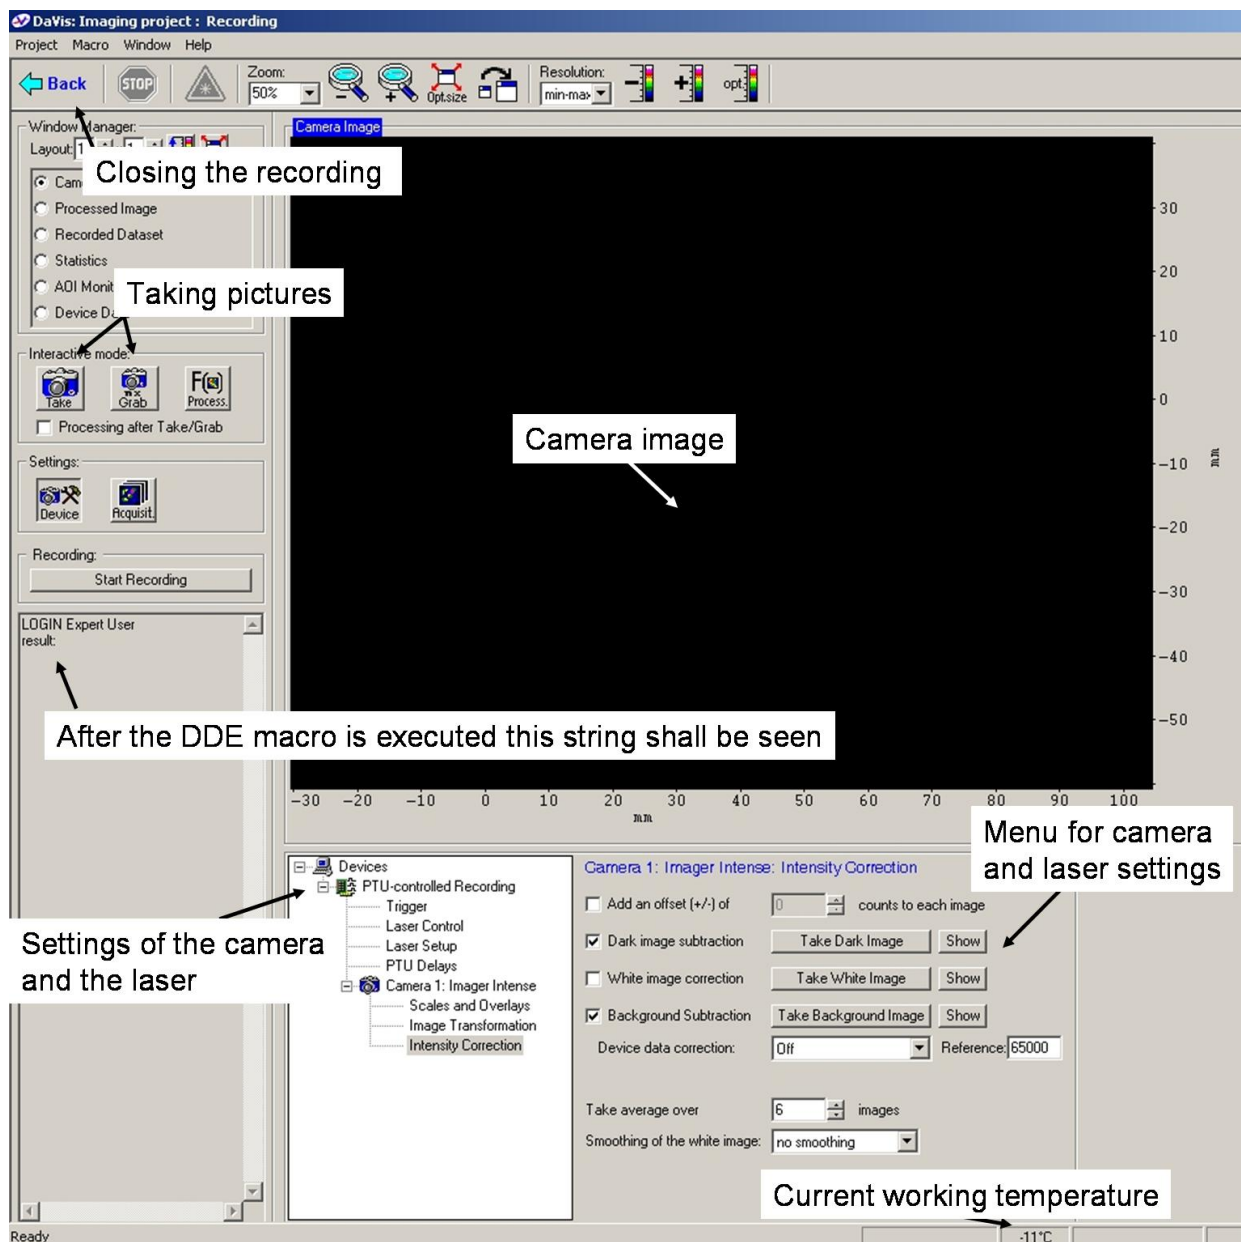 DaVis: Imaging project : Recording
Project Macro Window Help
Back
STOP
Zoom:
50%
Opt.size
Resolution:
min-max
opt.
Window Manager:
Layout: 1 1
Closing the recording
Processed Image
Recorded Dataset
Statistics
AOI Monit
Device Da
Taking pictures
Interactive mode:
Take
nx
Grab
F( )
Process.
Processing after Take/Grab
Settings:
Device
Acquisit.
Recording:
Start Recording
LOGIN Expert User
result:
After the DDE macro is executed this string shall be seen
Camera Image
Camera image
30
20
10
0
-10
mm
-20
-30
-40
-50
-30 -20 -10 0 10 20 30 40 50 60 70 80 90 100
mm
Menu for camera
and laser settings
Settings of the camera
and the laser
Devices
PTU-controlled Recording
Trigger
Laser Control
Laser Setup
PTU Delays
Camera 1: Imager Intense
Scales and Overlays
Image Transformation
Intensity Correction
Camera 1: Imager Intense: Intensity Correction
Add an offset (+/-) of 0 counts to each image
Dark image subtraction Take Dark Image Show
White image correction Take White Image Show
Background Subtraction Take Background Image Show
Device data correction: Off Reference: 65000
Take average over 6 images
Smoothing of the white image: no smoothing
Current working temperature
Ready
-11°C